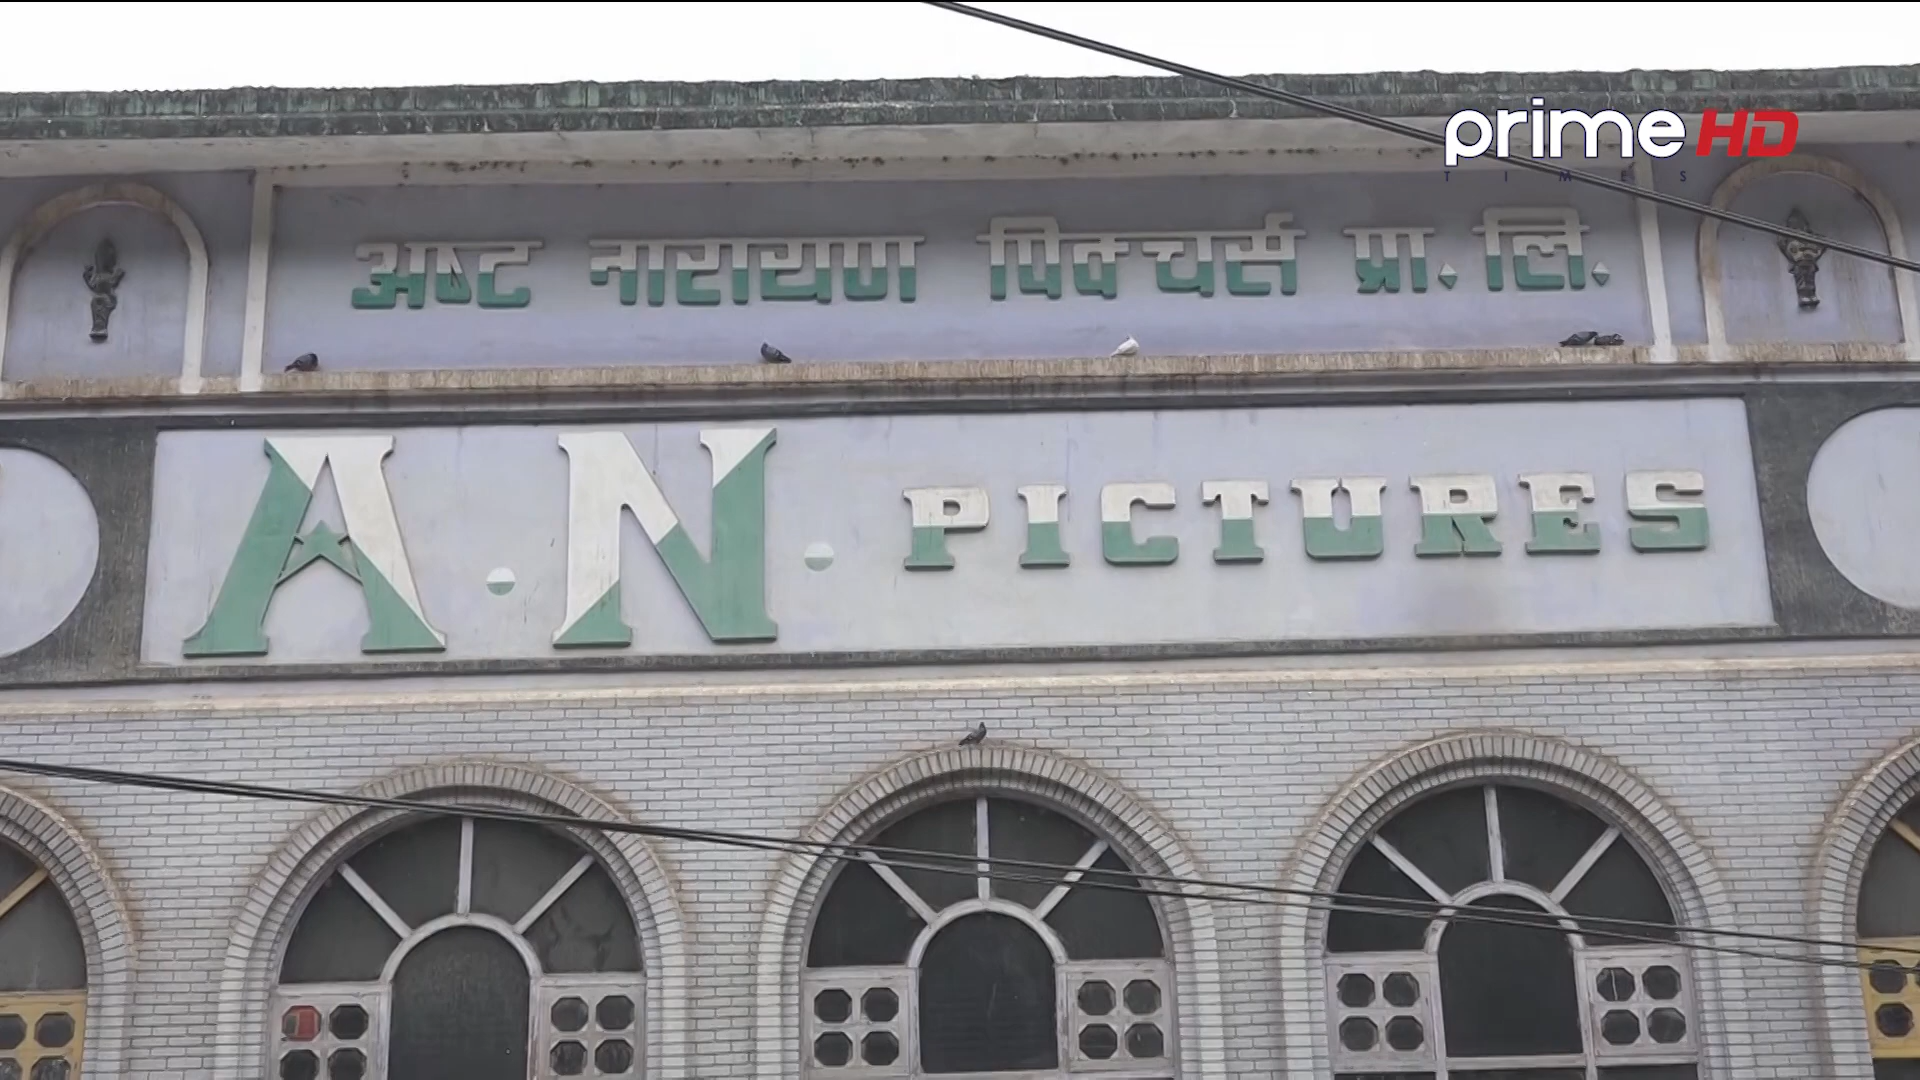 prime HD
TIMES
अष्ट नारायण पिक्चर्स प्रा. लि.
A.N. PICTURES